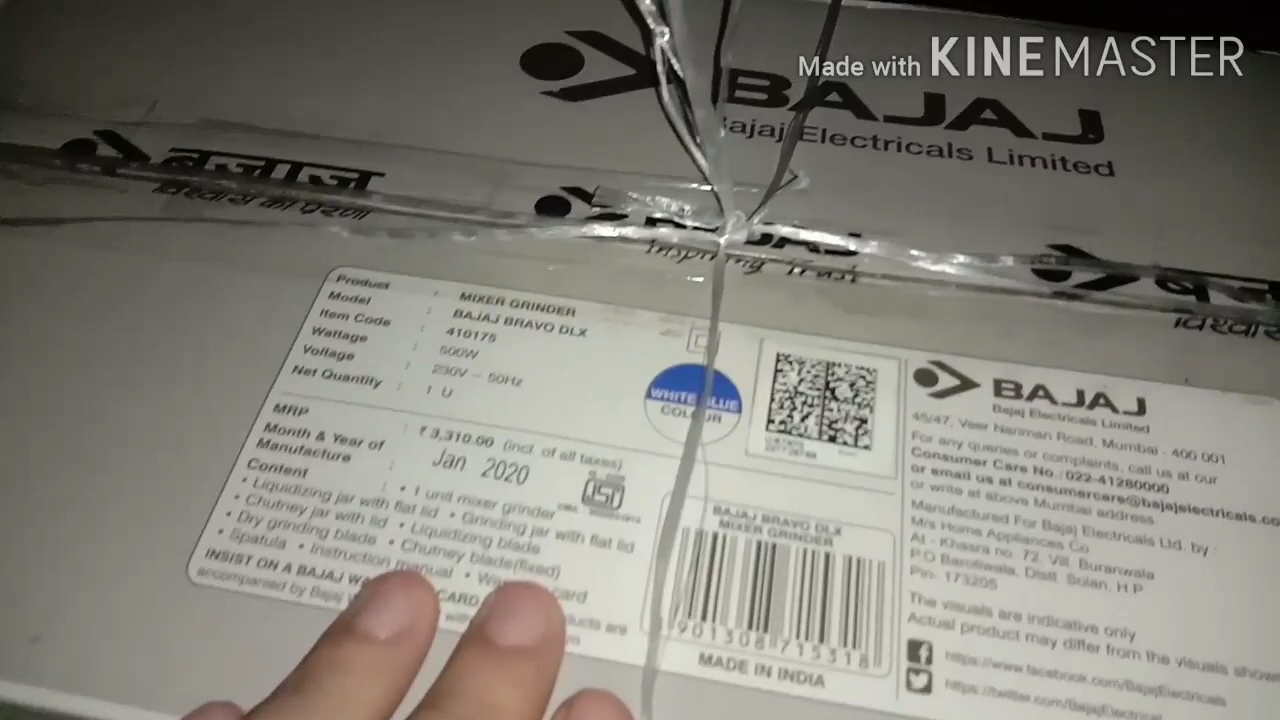 Made with KINEMASTER
BAJAJ
Bajaj Electricals Limited
बजाज
विश्वास की प्रेरणा
BAJAJ
Inspiring Trust
Product : MIXER GRINDER
Model : BAJAJ BRAVO DLX
Item Code : 410175
Wattage : 500W
Voltage : 230V ~ 50Hz
Net Quantity : 1 U
WHITE BLUE
COLOUR
MRP : ₹ 3,310.00 (incl. of all taxes)
Month & Year of
Manufacture : Jan 2020
Content : • 1 unit mixer grinder
• Liquidizing jar with flat lid • Grinding jar with flat lid
• Chutney jar with lid • Liquidizing blade
• Dry grinding blade • Chutney blade(fixed)
• Spatula • Instruction manual • card
INSIST ON A BAJAJ CARD
accompanied by Bajaj
BAJAJ BRAVO DLX
MIXER GRINDER
901308 715318
MADE IN INDIA
BAJAJ
Bajaj Electricals Limited
45/47, Veer Nariman Road, Mumbai - 400 001
For any queries or complaints, call us at our
Consumer Care No.: 022-41280000
or email us at consumercare@bajajelectricals.co
or write at above Mumbai address.
Manufactured For Bajaj Electricals Ltd. by :
M/s Home Appliances Co.
At - Khasra no. 72, Vill. Buranwala
P.O Barotiwala, Distt. Solan, H.P
Pin- 173205
The visuals are indicative only
Actual product may differ from the visuals shown
https://www.facebook.com/BajajElectricals
https://twitter.com/BajajElectrical